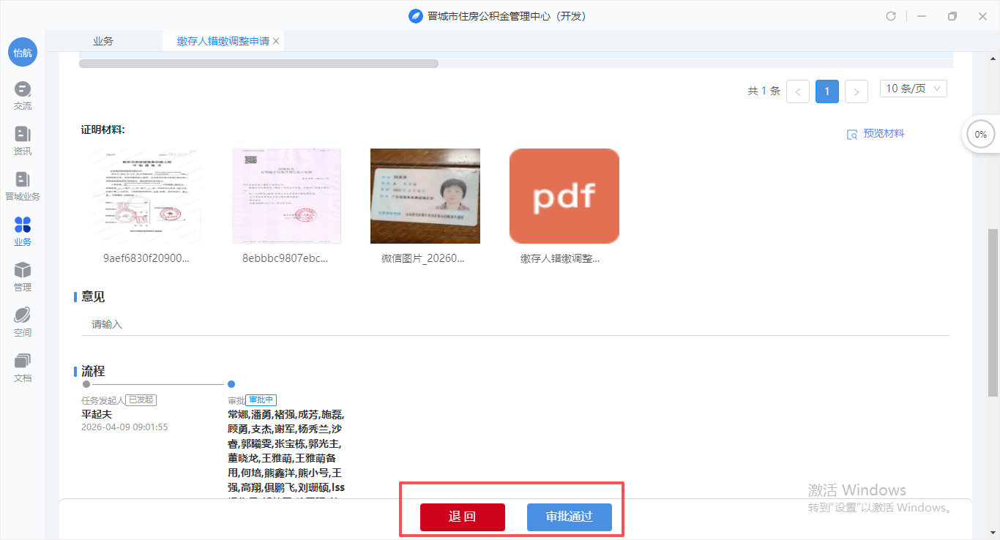 晋城市住房公积金管理中心（开发）
业务
缴存人错缴调整申请
怡航
交流
资讯
晋城业务
业务
管理
空间
文档
共 1 条
1
10 条/页
证明材料:
预览材料
0%
pdf
9aef6830f20900...
8ebbbc9807ebc...
微信图片_20260...
缴存人错缴调整...
意见
请输入
流程
任务发起人 已发起
平起夫
2026-04-09 09:01:55
审批 审批中
常娜,潘勇,褚强,成芳,施磊,
顾勇,支杰,谢军,杨秀兰,沙
睿,郭曦雯,张宝栋,郭光主,
董晓龙,王雅萌,王雅萌备
用,何培,熊鑫洋,熊小号,王
强,高翔,俱鹏飞,刘珊硕,lss
退 回
审批通过
激活 Windows
转到“设置”以激活 Windows。